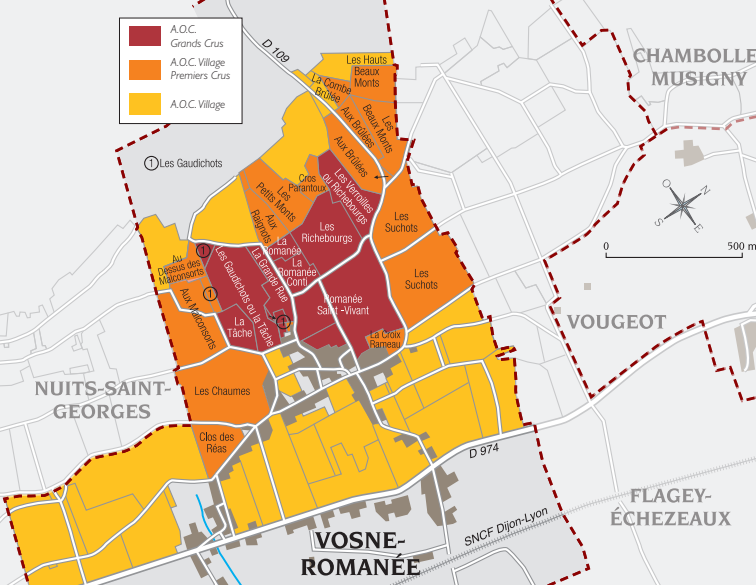 A.O.C.
Grands Crus
A.O.C. Village
Premiers Crus
A.O.C. Village
D 109
CHAMBOLLE
MUSIGNY
Les Hauts
Beaux
Monts
La Combe
Brûlée
Les
Beaux Monts
Aux Brûlées
Aux Brûlées
1 Les Gaudichots
Cros
Parantoux
Les Verroilles
ou Richebourgs
Les
Petits Monts
Aux
Raignots
Les
Suchots
Les
Richebourgs
O
N
S
E
0
500 m
La
Romanée
La
Romanée
Conti
Les
Suchots
Au
Dessus des
Malconsorts
1
1
1
Les Gaudichots ou la Tâche
La Grande Rue
Aux Malconsorts
La
Tâche
Romanée
Saint-Vivant
La Croix
Rameau
VOUGEOT
NUITS-SAINT-
GEORGES
Les Chaumes
Clos des
Réas
D 974
FLAGEY-
ÉCHEZEAUX
SNCF Dijon-Lyon
VOSNE-
ROMANÉE